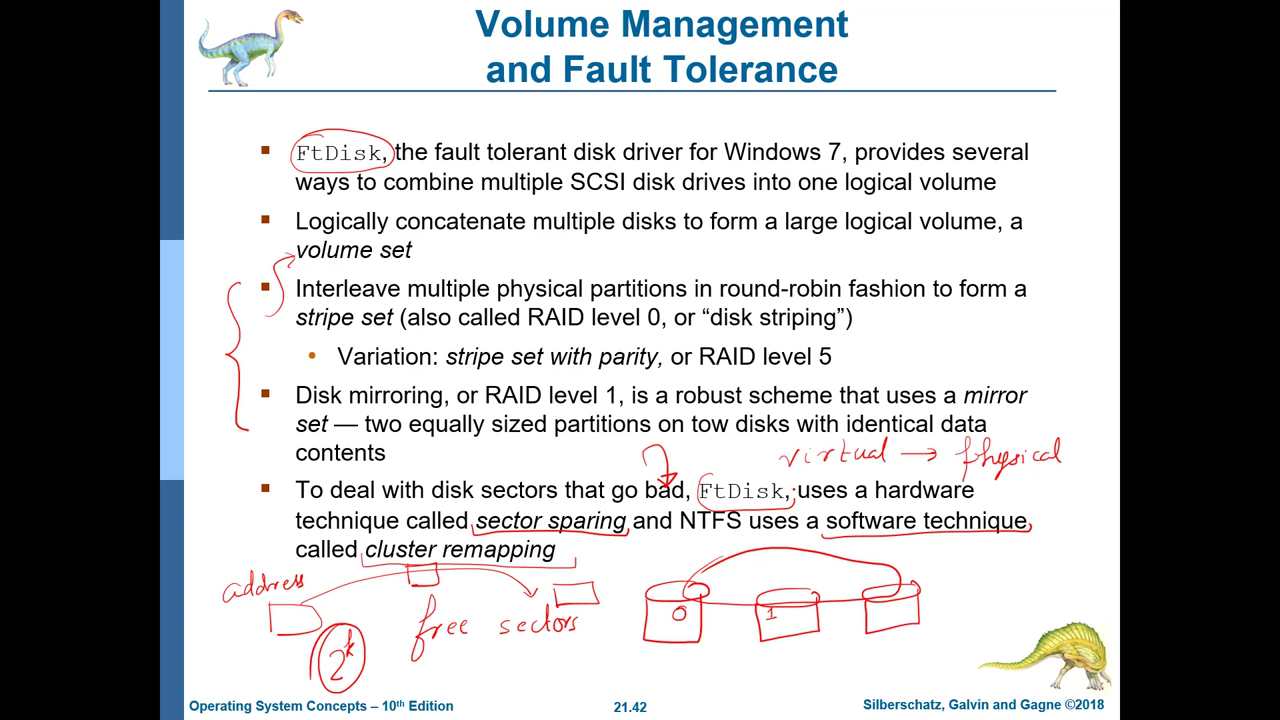 Volume Management
and Fault Tolerance
FtDisk, the fault tolerant disk driver for Windows 7, provides several
ways to combine multiple SCSI disk drives into one logical volume
Logically concatenate multiple disks to form a large logical volume, a
volume set
Interleave multiple physical partitions in round-robin fashion to form a
stripe set (also called RAID level 0, or “disk striping”)
Variation: stripe set with parity, or RAID level 5
Disk mirroring, or RAID level 1, is a robust scheme that uses a mirror
set — two equally sized partitions on tow disks with identical data
contents
virtual → physical
To deal with disk sectors that go bad, FtDisk, uses a hardware
technique called sector sparing and NTFS uses a software technique
called cluster remapping
address
free sectors
0
1
2^k
Operating System Concepts – 10th Edition
21.42
Silberschatz, Galvin and Gagne ©2018